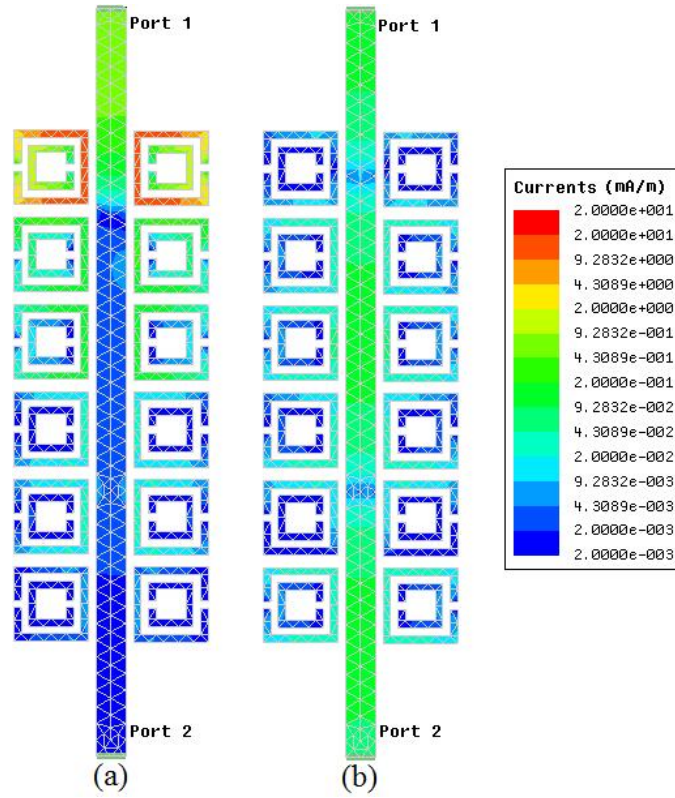 Port 1
Port 1
Currents (mA/m)
2.0000e+001
2.0000e+001
9.2832e+000
4.3089e+000
2.0000e+000
9.2832e-001
4.3089e-001
2.0000e-001
9.2832e-002
4.3089e-002
2.0000e-002
9.2832e-003
4.3089e-003
2.0000e-003
2.0000e-003
Port 2
Port 2
(a)
(b)